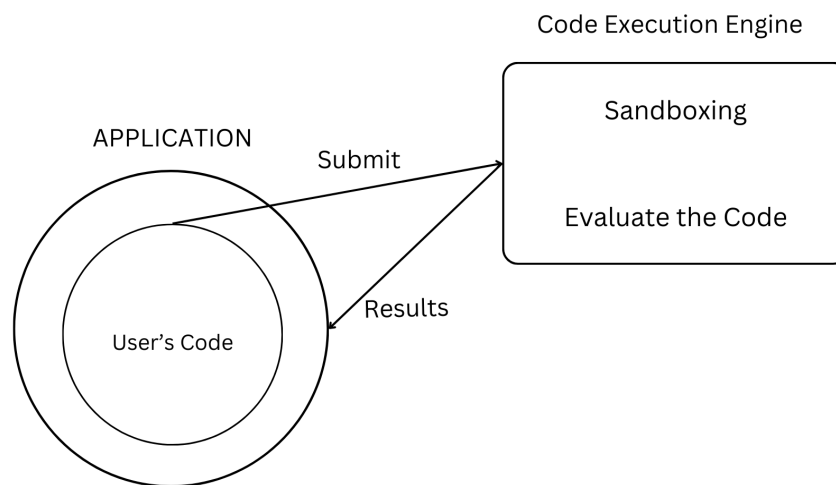 Code Execution Engine
Sandboxing
APPLICATION
Submit
Evaluate the Code
Results
User’s Code